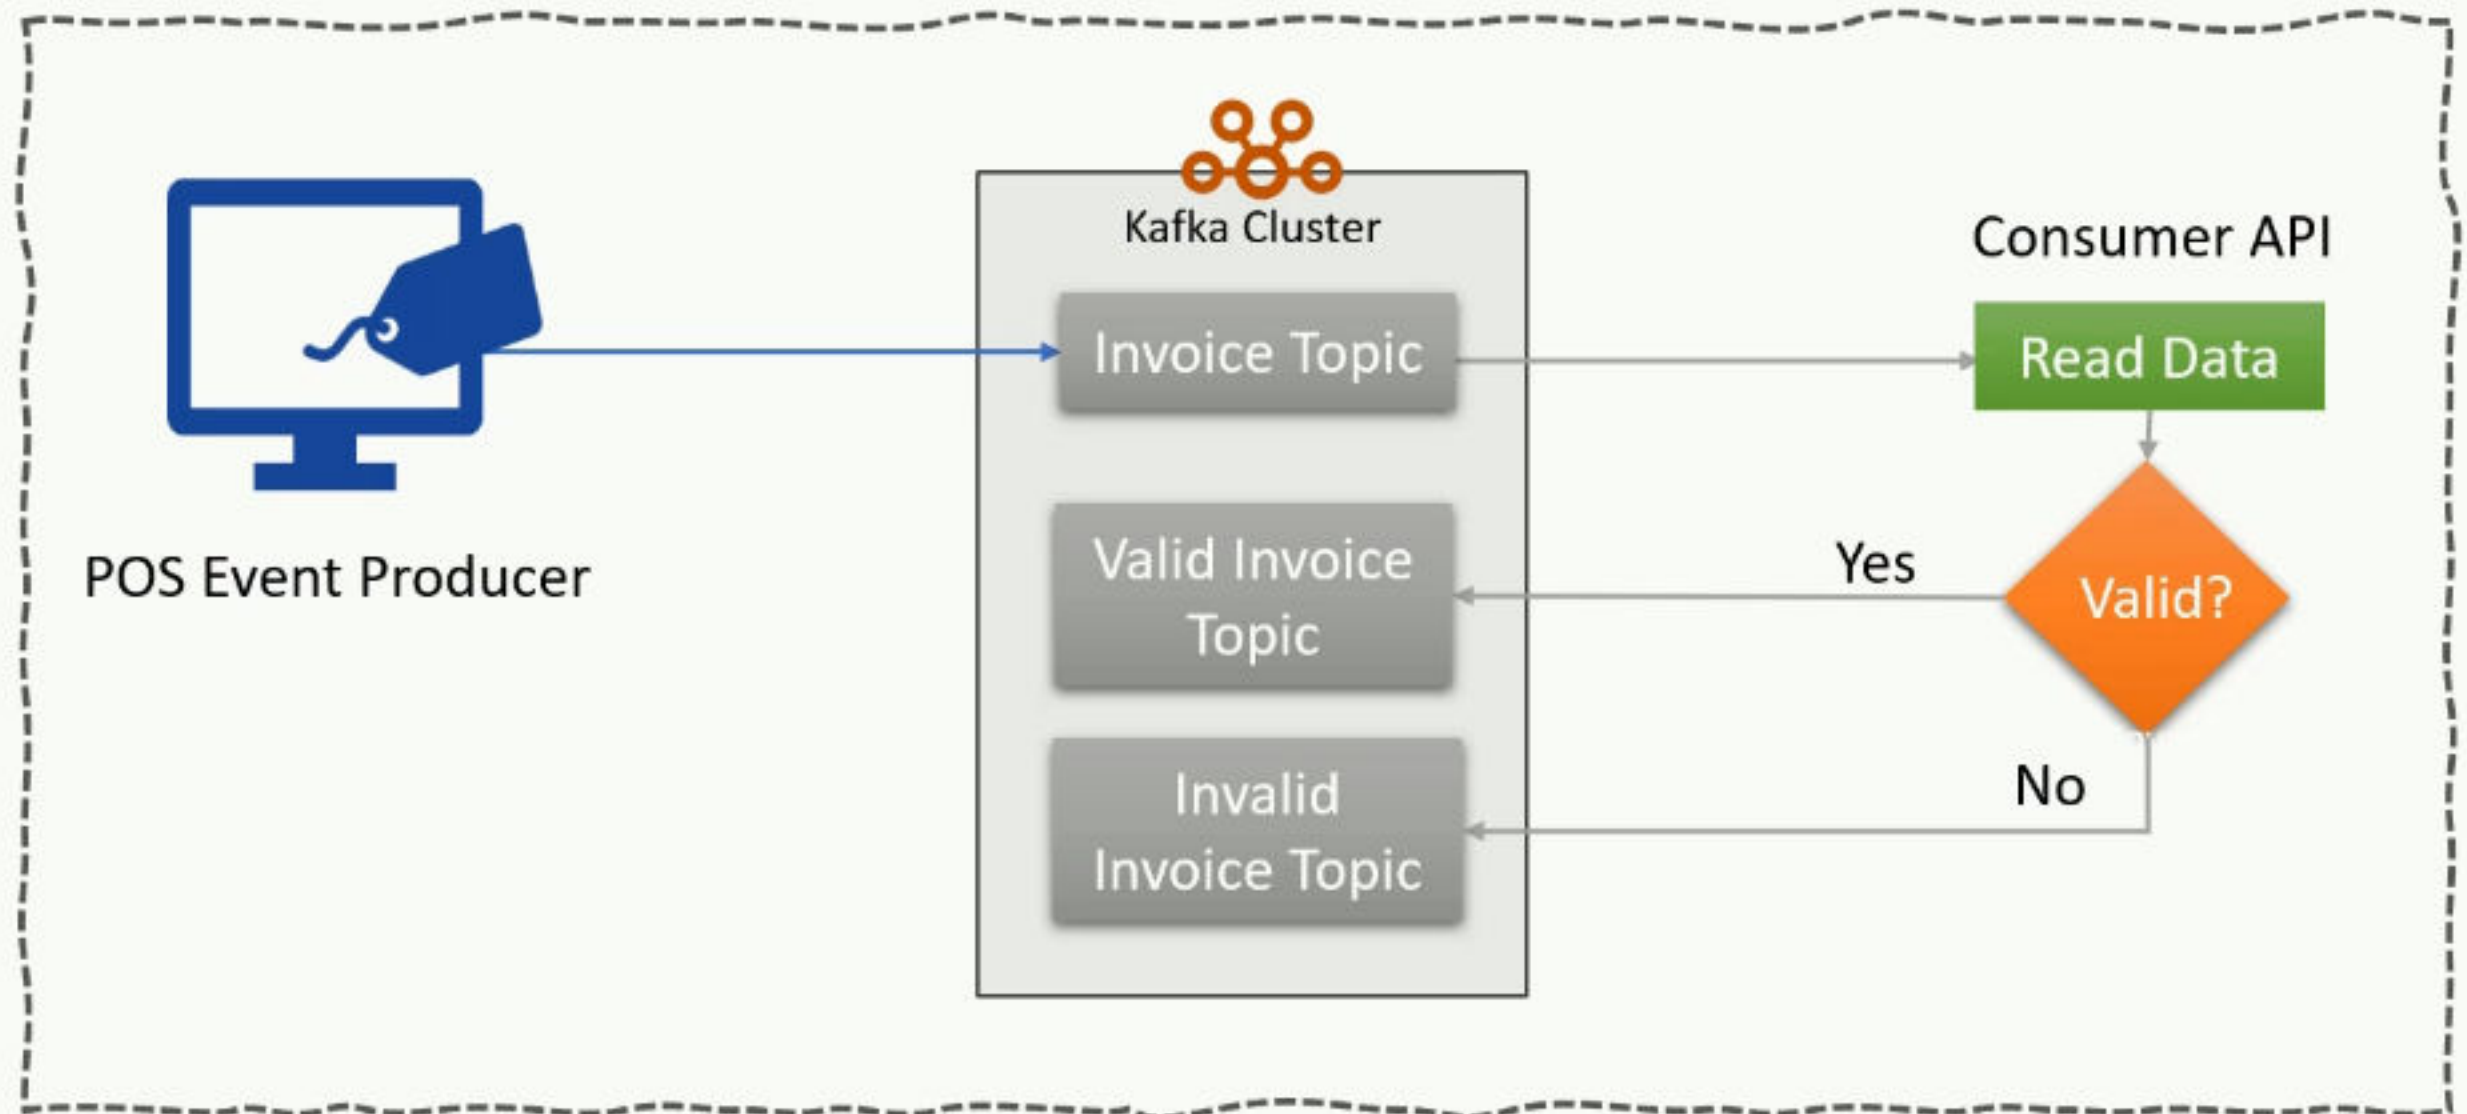 Kafka Cluster
Consumer API
Invoice Topic
Read Data
POS Event Producer
Valid Invoice
Topic
Yes
Valid?
Invalid
Invoice Topic
No